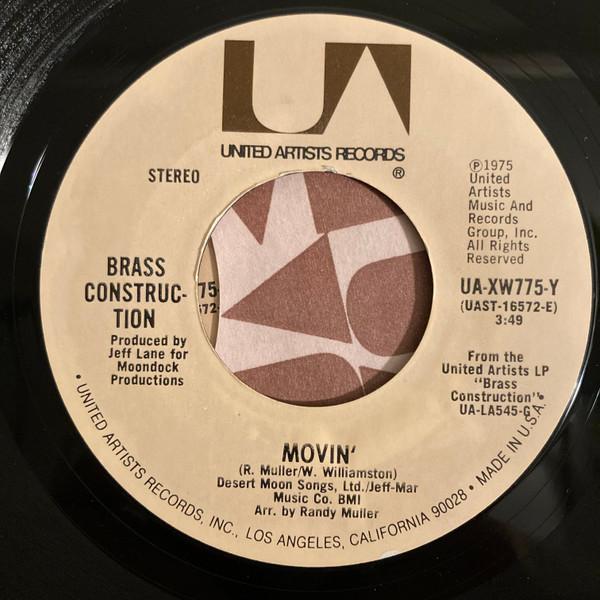 UA
UNITED ARTISTS RECORDS
®
STEREO
℗1975
United
Artists
Music And
Records
Group, Inc.
All Rights
Reserved
BRASS
CONSTRUC-
TION
Produced by
Jeff Lane for
Moondock
Productions
75-
572-
UA-XW775-Y
(UAST-16572-E)
3:49
From the
United Artists LP
"Brass
Construction"
UA-LA545-G
MOVIN'
(R. Muller/W. Williamston)
Desert Moon Songs, Ltd./Jeff-Mar
Music Co. BMI
Arr. by Randy Muller
• UNITED ARTISTS RECORDS, INC., LOS ANGELES, CALIFORNIA 90028 • MADE IN U.S.A. •